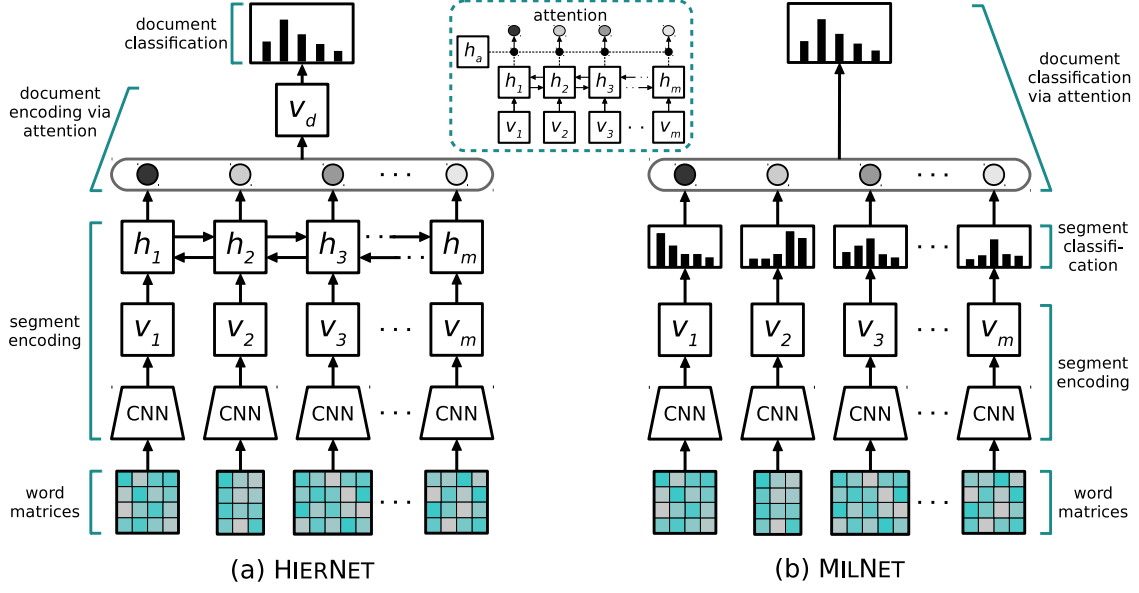 document
classification
document
encoding via
attention
v_d
h_1 h_2 h_3 · · · h_m
segment
encoding
v_1 v_2 v_3 · · · v_m
CNN CNN CNN · · · CNN
word
matrices
(a) HIERNET
attention
h_a
h_1 h_2 h_3 · · · h_m
v_1 v_2 v_3 · · v_m
document
classification
via attention
segment
classifi-
cation
v_1 v_2 v_3 · · · v_m
segment
encoding
CNN CNN CNN · · · CNN
word
matrices
(b) MILNET